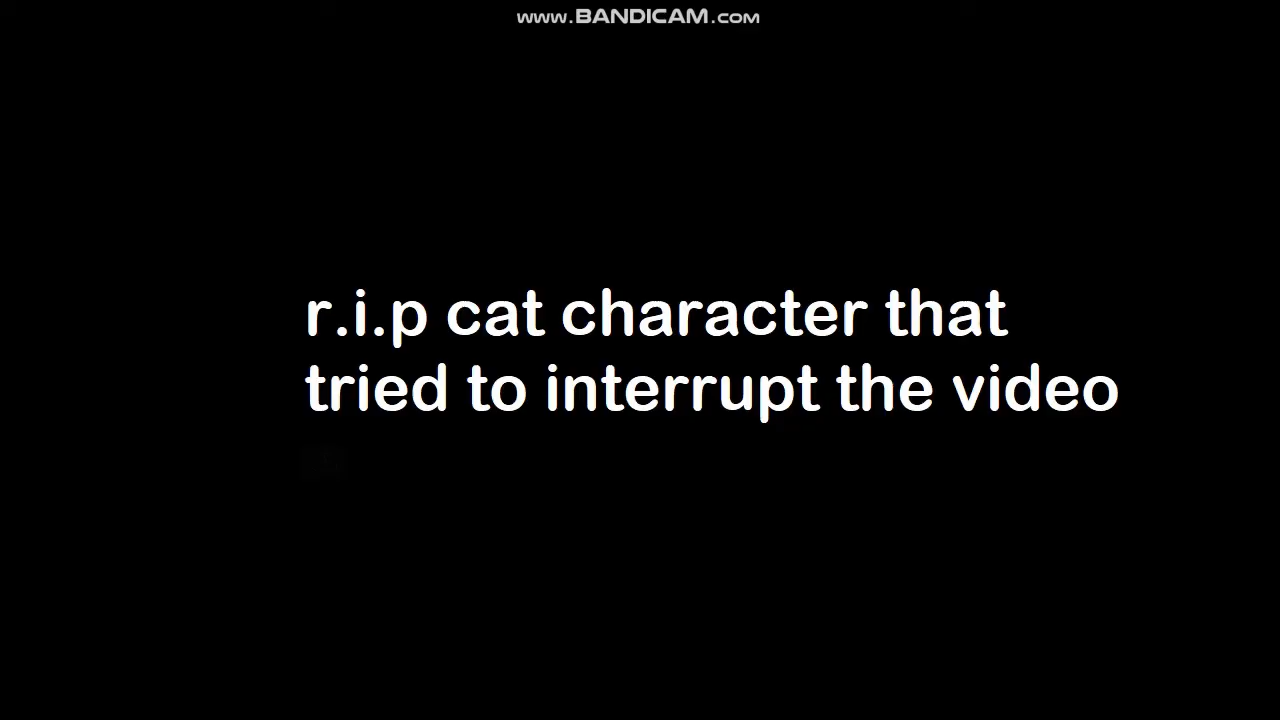 www.BANDICAM.com
r.i.p cat character that
tried to interrupt the video